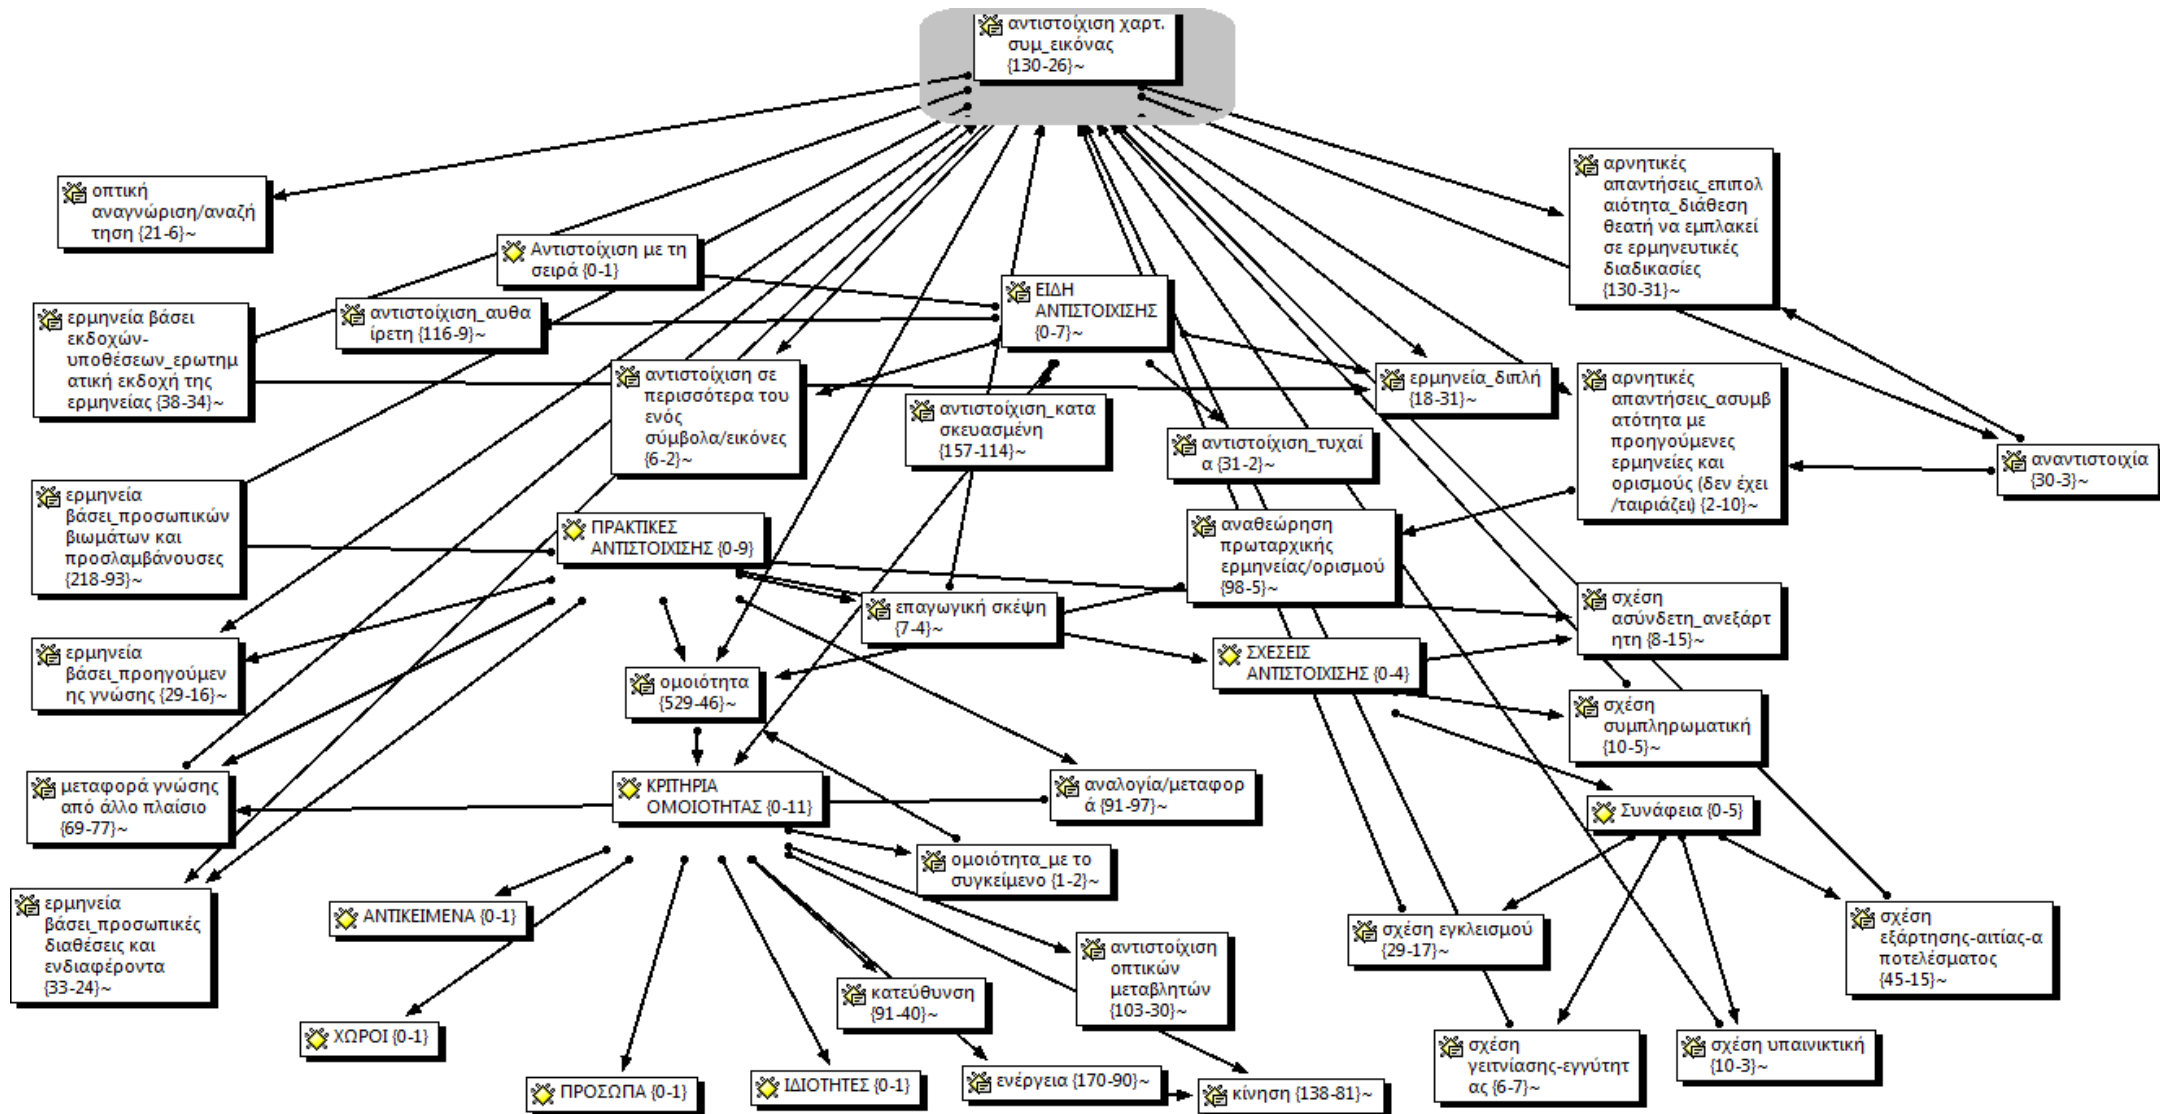 αντιστοίχιση χαρτ.
συμ_εικόνας
{130-26}~
οπτική
αναγνώριση/αναζή
τηση {21-6}~
αρνητικές
απαντήσεις_επιπολ
αιότητα_διάθεση
θεατή να εμπλακεί
σε ερμηνευτικές
διαδικασίες
{130-31}~
Αντιστοίχιση με τη
σειρά {0-1}
ΕΙΔΗ
ΑΝΤΙΣΤΟΙΧΙΣΗΣ
{0-7}~
ερμηνεία βάσει
εκδοχών-
υποθέσεων_ερωτημ
ατική εκδοχή της
ερμηνείας {38-34}~
αντιστοίχιση_αυθα
ίρετη {116-9}~
αντιστοίχιση σε
περισσότερα του
ενός
σύμβολα/εικόνες
{6-2}~
ερμηνεία_διπλή
{18-31}~
αρνητικές
απαντήσεις_ασυμβ
ατότητα με
προηγούμενες
ερμηνείες και
ορισμούς (δεν έχει
/ταιριάζει) {2-10}~
αντιστοίχιση_κατα
σκευασμένη
{157-114}~
αντιστοίχιση_τυχαί
α {31-2}~
αναντιστοιχία
{30-3}~
ερμηνεία
βάσει_προσωπικών
βιωμάτων και
προσλαμβάνουσες
{218-93}~
ΠΡΑΚΤΙΚΕΣ
ΑΝΤΙΣΤΟΙΧΙΣΗΣ {0-9}
αναθεώρηση
πρωταρχικής
ερμηνείας/ορισμού
{98-5}~
επαγωγική σκέψη
{7-4}~
σχέση
ασύνδετη_ανεξάρτ
ητη {8-15}~
ερμηνεία
βάσει_προηγούμεν
ης γνώσης {29-16}~
ΣΧΕΣΕΙΣ
ΑΝΤΙΣΤΟΙΧΙΣΗΣ {0-4}
ομοιότητα
{529-46}~
σχέση
συμπληρωματική
{10-5}~
μεταφορά γνώσης
από άλλο πλαίσιο
{69-77}~
ΚΡΙΤΗΡΙΑ
ΟΜΟΙΟΤΗΤΑΣ {0-11}
αναλογία/μεταφορ
ά {91-97}~
Συνάφεια {0-5}
ομοιότητα_με το
συγκείμενο {1-2}~
ερμηνεία
βάσει_προσωπικές
διαθέσεις και
ενδιαφέροντα
{33-24}~
ΑΝΤΙΚΕΙΜΕΝΑ {0-1}
σχέση εγκλεισμού
{29-17}~
σχέση
εξάρτησης-αιτίας-α
ποτελέσματος
{45-15}~
αντιστοίχιση
οπτικών
μεταβλητών
{103-30}~
κατεύθυνση
{91-40}~
ΧΩΡΟΙ {0-1}
σχέση
γειτνίασης-εγγύτητ
ας {6-7}~
σχέση υπαινικτική
{10-3}~
ΠΡΟΣΩΠΑ {0-1}
ΙΔΙΟΤΗΤΕΣ {0-1}
ενέργεια {170-90}~
κίνηση {138-81}~